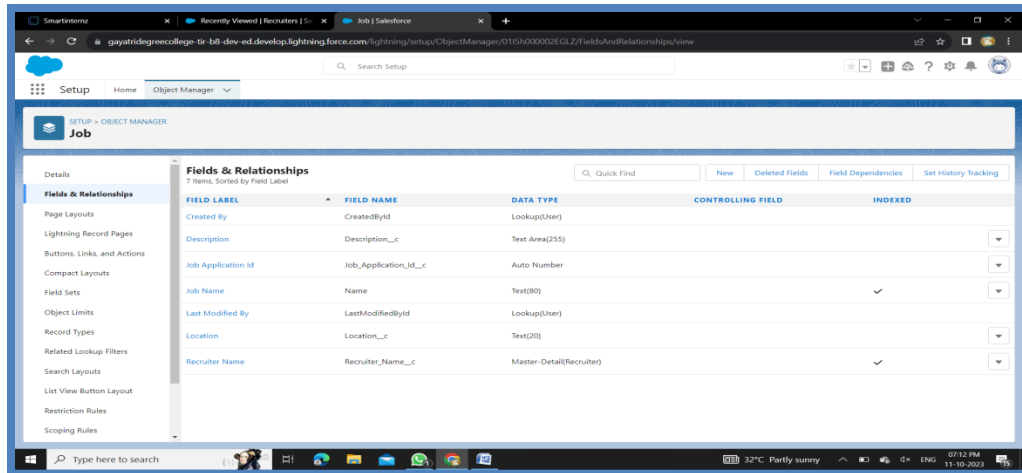 Smartinternz
Recently Viewed | Recruiters | Sa
Job | Salesforce
gayatridegreecollege-tir-b8-dev-ed.develop.lightning.force.com/lightning/setup/ObjectManager/01I5h000002EGLZ/FieldsAndRelationships/view
Search Setup
Setup Home Object Manager
SETUP > OBJECT MANAGER
Job
Details
Fields & Relationships
Page Layouts
Lightning Record Pages
Buttons, Links, and Actions
Compact Layouts
Field Sets
Object Limits
Record Types
Related Lookup Filters
Search Layouts
List View Button Layout
Restriction Rules
Scoping Rules
Fields & Relationships
7 Items, Sorted by Field Label
Quick Find New Deleted Fields Field Dependencies Set History Tracking
FIELD LABEL FIELD NAME DATA TYPE CONTROLLING FIELD INDEXED
Created By CreatedById Lookup(User)
Description Description__c Text Area(255)
Job Application Id Job_Application_Id__c Auto Number
Job Name Name Text(80)
Last Modified By LastModifiedById Lookup(User)
Location Location__c Text(20)
Recruiter Name Recruiter_Name__c Master-Detail(Recruiter)
Type here to search
32°C Partly sunny
ENG
07:12 PM
11-10-2023
15